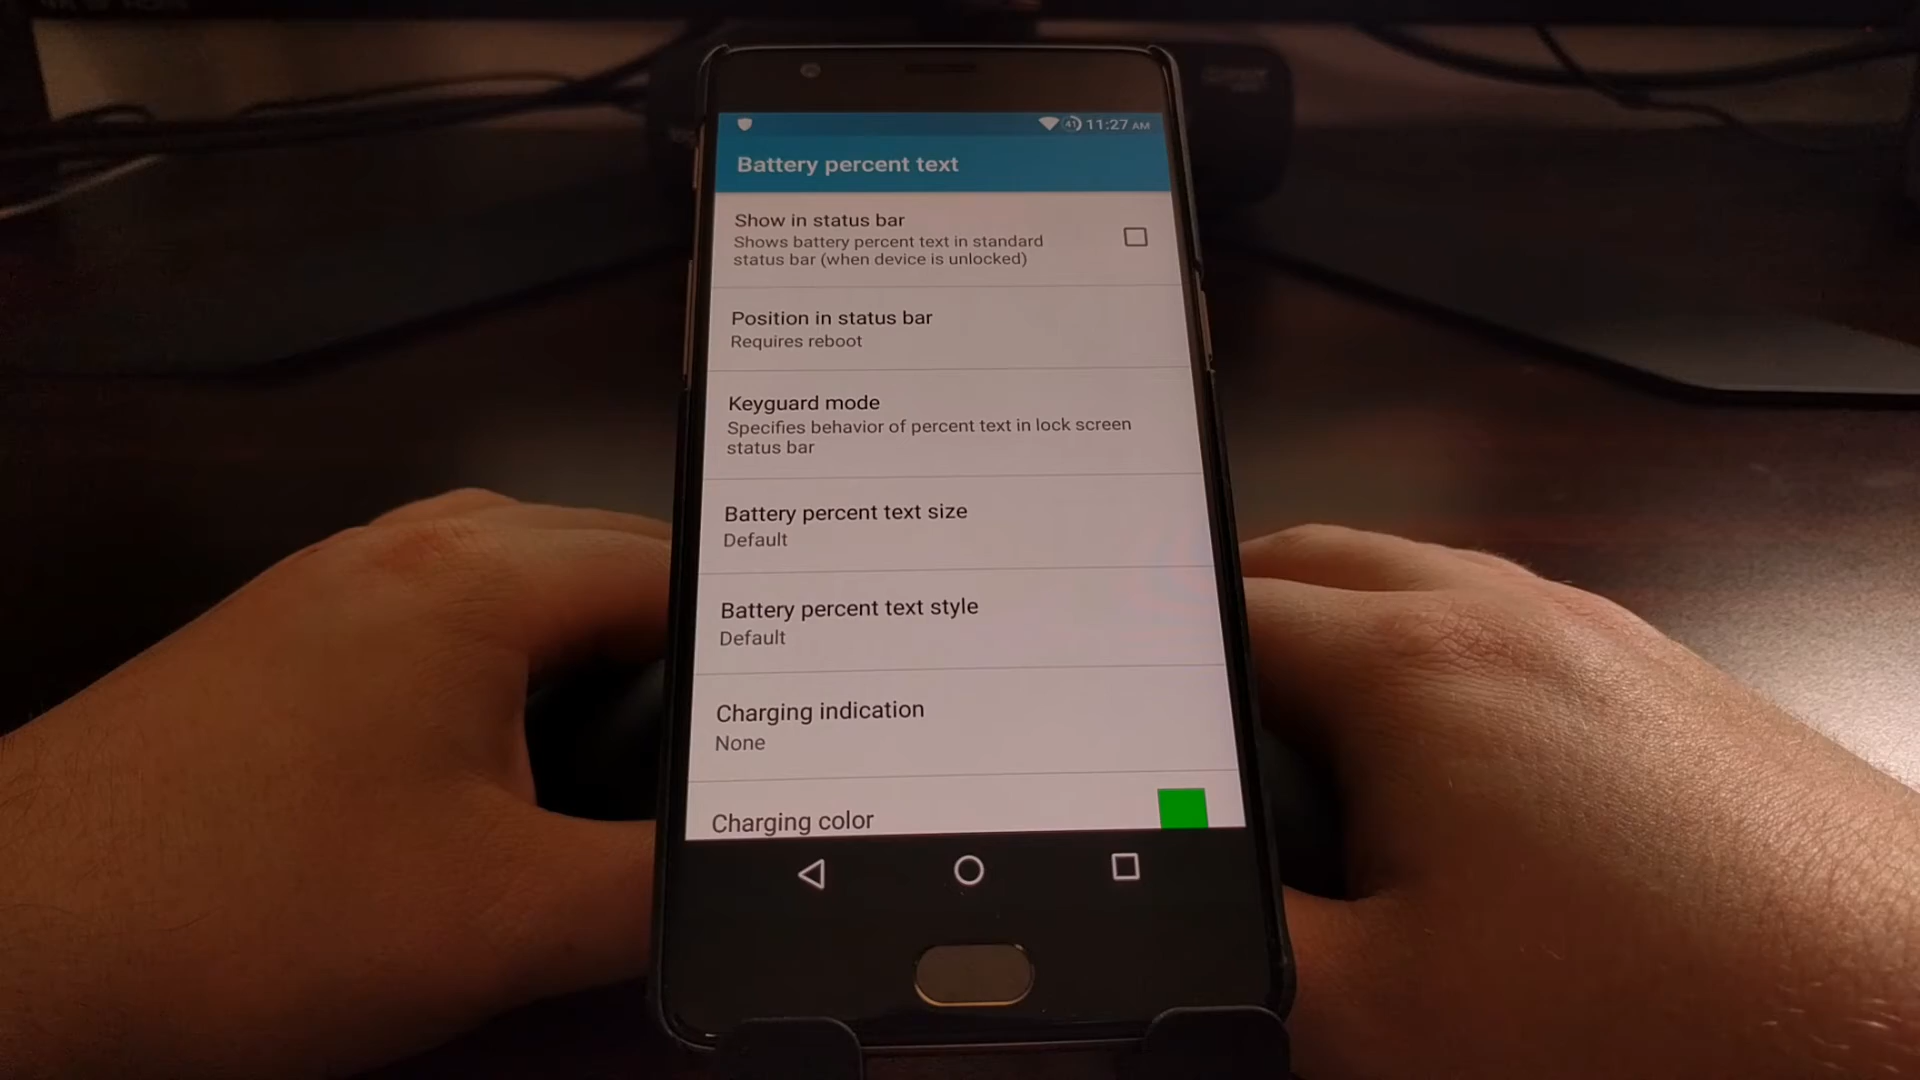 41 11:27 AM
Battery percent text
Show in status bar
Shows battery percent text in standard
status bar (when device is unlocked)
Position in status bar
Requires reboot
Keyguard mode
Specifies behavior of percent text in lock screen
status bar
Battery percent text size
Default
Battery percent text style
Default
Charging indication
None
Charging color